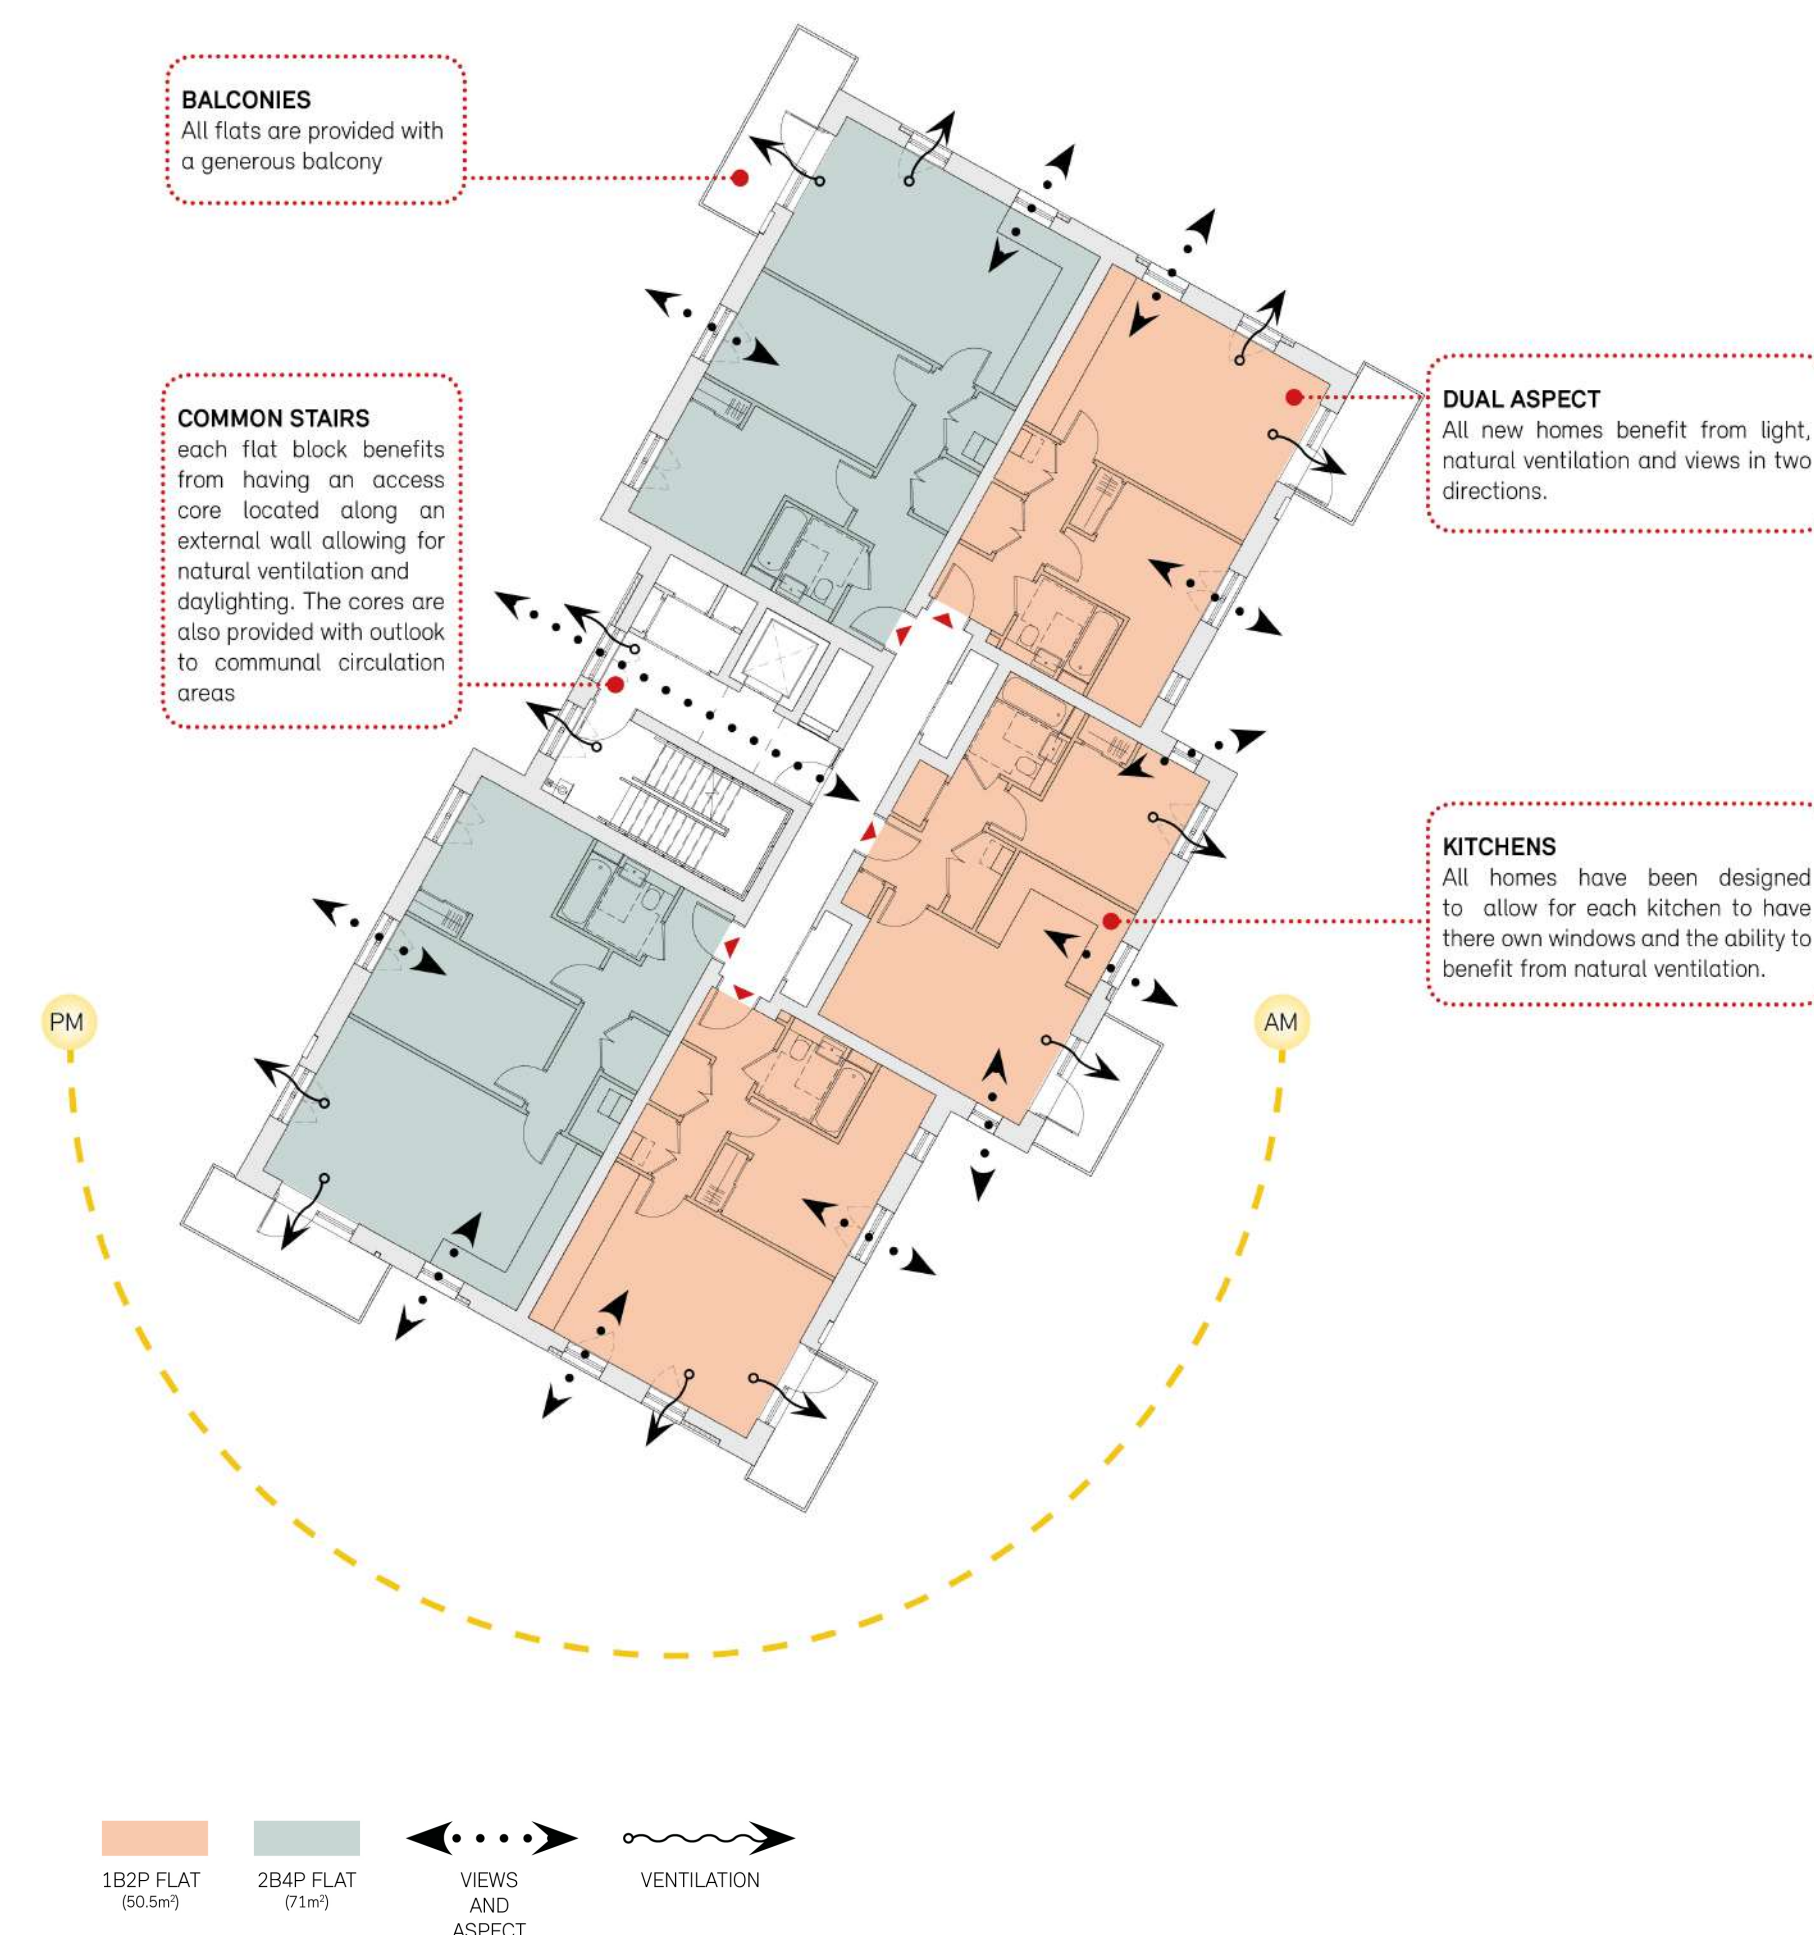 BALCONIES
All flats are provided with
a generous balcony
COMMON STAIRS
each flat block benefits
from having an access
core located along an
external wall allowing for
natural ventilation and
daylighting. The cores are
also provided with outlook
to communal circulation
areas
DUAL ASPECT
All new homes benefit from light,
natural ventilation and views in two
directions.
KITCHENS
All homes have been designed
to allow for each kitchen to have
there own windows and the ability to
benefit from natural ventilation.
PM
AM
1B2P FLAT
(50.5m²)
2B4P FLAT
(71m²)
VIEWS
AND
ASPECT
VENTILATION